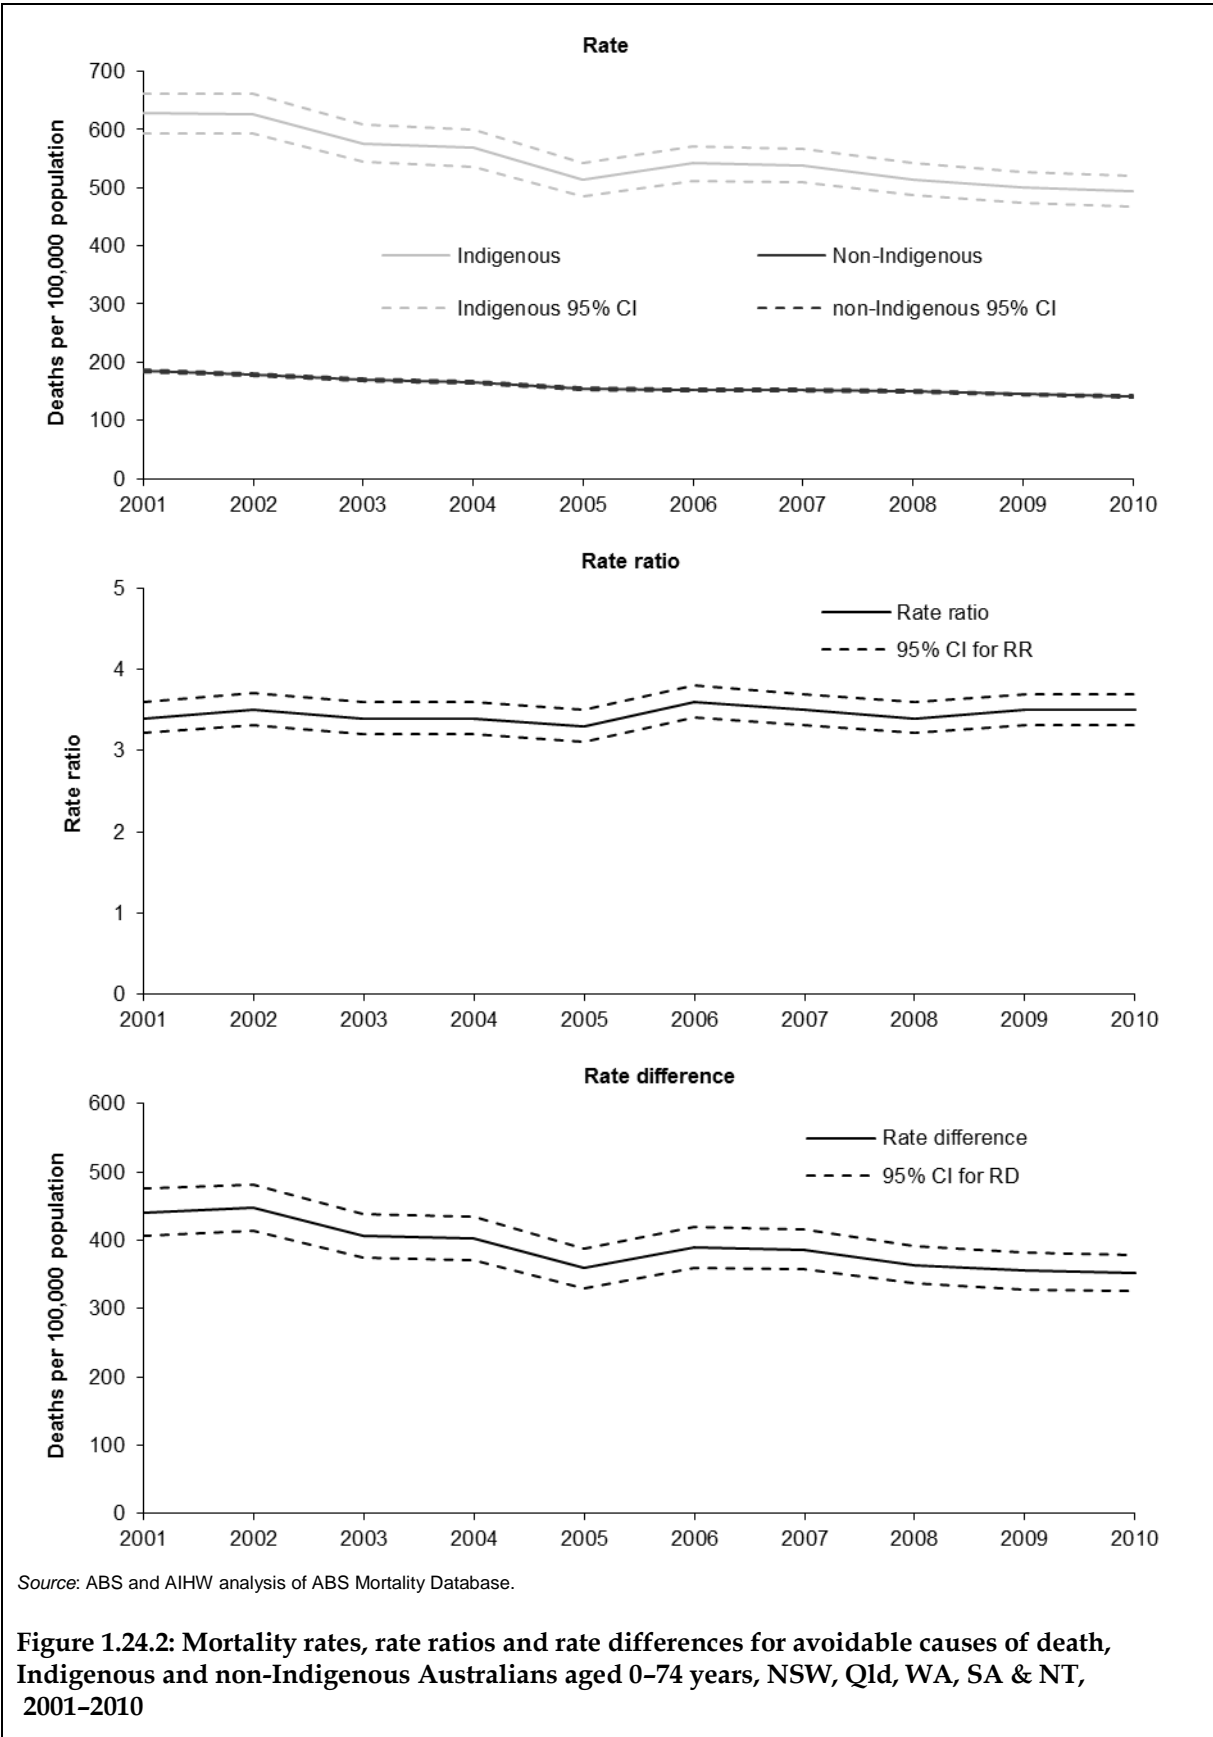 Rate
Deaths per 100,000 population
700
600
500
400
300
200
100
0
Indigenous
Non-Indigenous
Indigenous 95% CI
non-Indigenous 95% CI
2001 2002 2003 2004 2005 2006 2007 2008 2009 2010
Rate ratio
Rate ratio
5
4
3
2
1
0
Rate ratio
95% CI for RR
2001 2002 2003 2004 2005 2006 2007 2008 2009 2010
Rate difference
Deaths per 100,000 population
600
500
400
300
200
100
0
Rate difference
95% CI for RD
2001 2002 2003 2004 2005 2006 2007 2008 2009 2010
Source: ABS and AIHW analysis of ABS Mortality Database.
Figure 1.24.2: Mortality rates, rate ratios and rate differences for avoidable causes of death,
Indigenous and non-Indigenous Australians aged 0–74 years, NSW, Qld, WA, SA & NT,
2001–2010